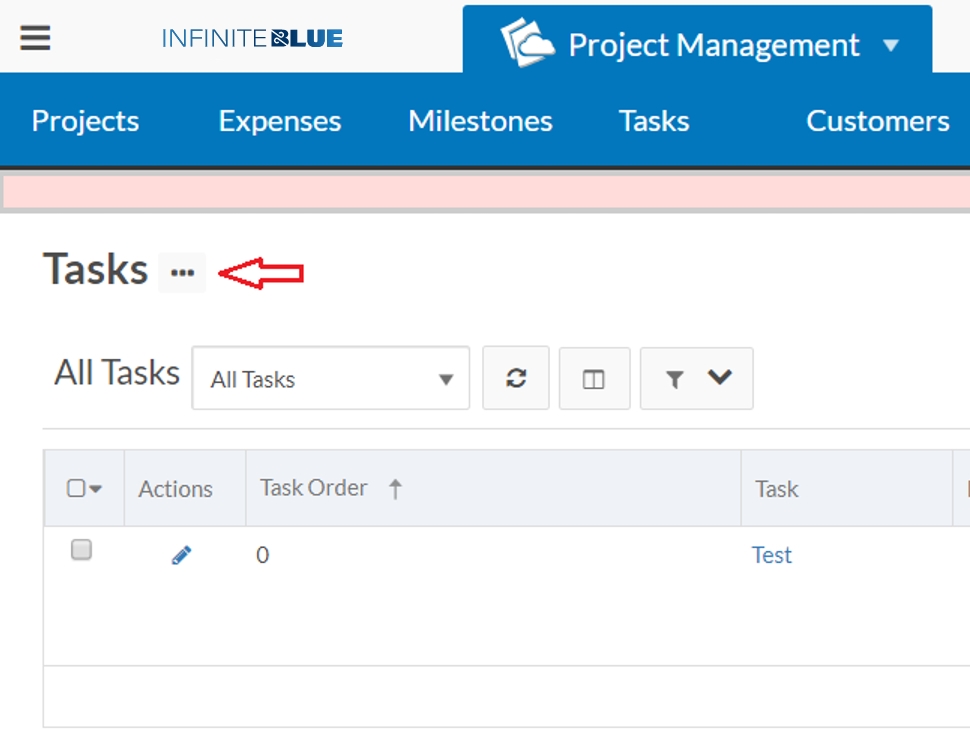 INFINITEBLUE
Project Management
Projects Expenses Milestones Tasks Customers
Tasks
All Tasks All Tasks
Actions Task Order Task
0 Test